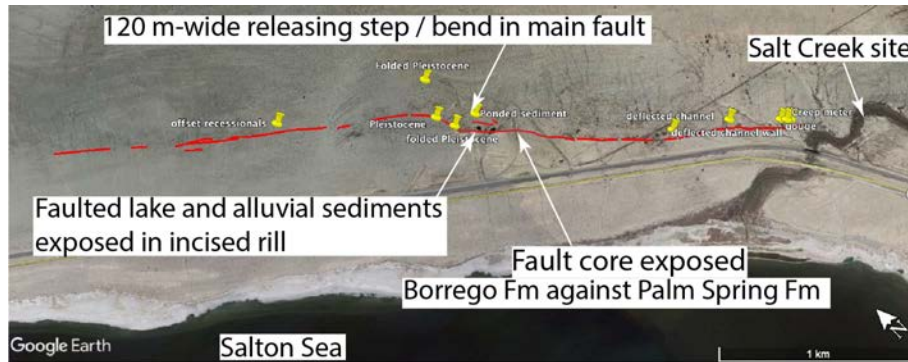 120 m-wide releasing step / bend in main fault
Salt Creek site
Folded Pleistocene
offset recessionals
Pleistocene
Ponded sediment
folded Pleistocene
deflected channel
Creep meter
Gouge
deflected channel wall
Faulted lake and alluvial sediments
exposed in incised rill
Fault core exposed
Borrego Fm against Palm Spring Fm
Google Earth
Salton Sea
1 km
N